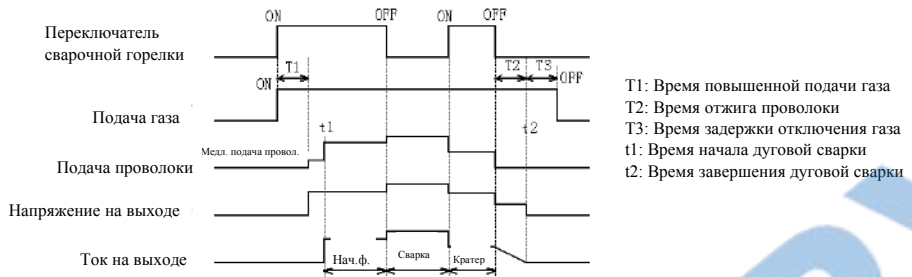 ON OFF ON OFF
Переключатель
сварочной горелки
T1 T2 T3
ON OFF
Подача газа
t1 t2
Медл. подача провол.
Подача проволоки
Напряжение на выходе
Ток на выходе
Нач.ф. Сварка Кратер
T1: Время повышенной подачи газа
T2: Время отжига проволоки
T3: Время задержки отключения газа
t1: Время начала дуговой сварки
t2: Время завершения дуговой сварки